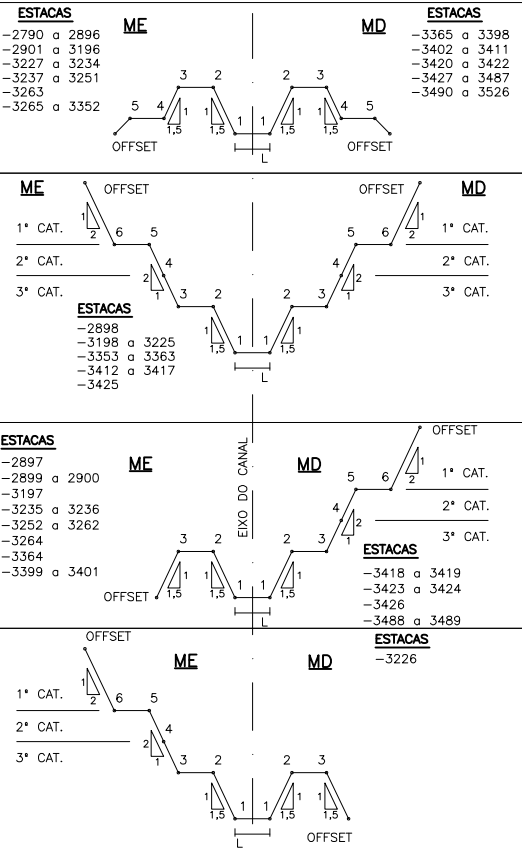 ESTACAS
-2790 a 2896
-2901 a 3196
-3227 a 3234
-3237 a 3251
-3263
-3265 a 3352
ME
MD
ESTACAS
-3365 a 3398
-3402 a 3411
-3420 a 3422
-3427 a 3487
-3490 a 3526
3 2 2 3
5 4 1 1,5 1 1,5 1 1 1 1,5 1 1,5 4 5
OFFSET L OFFSET
ME OFFSET OFFSET MD
1 2 1 2
1ª CAT. 6 5 5 6 1ª CAT.
2ª CAT. 4 4 2ª CAT.
3ª CAT. 2 1 3 2 2 3 2 1 3ª CAT.
1 1,5 1 1 1 1,5
L
ESTACAS
-2898
-3198 a 3225
-3353 a 3363
-3412 a 3417
-3425
EIXO DO CANAL
ESTACAS
-2897
-2899 a 2900
-3197
-3235 a 3236
-3252 a 3262
-3264
-3364
-3399 a 3401
ME
MD
OFFSET
1 2
5 6 1ª CAT.
4 2ª CAT.
3 2 2 3 2 1 3ª CAT.
1 1,5 1 1,5 1 1 1 1,5
OFFSET L
ESTACAS
-3418 a 3419
-3423 a 3424
-3426
-3488 a 3489
OFFSET
ME
MD
ESTACAS
-3226
1 2
1ª CAT. 6 5
2ª CAT. 4
3ª CAT. 2 1 3 2 2 3
1 1,5 1 1 1 1,5 1 1,5
L OFFSET